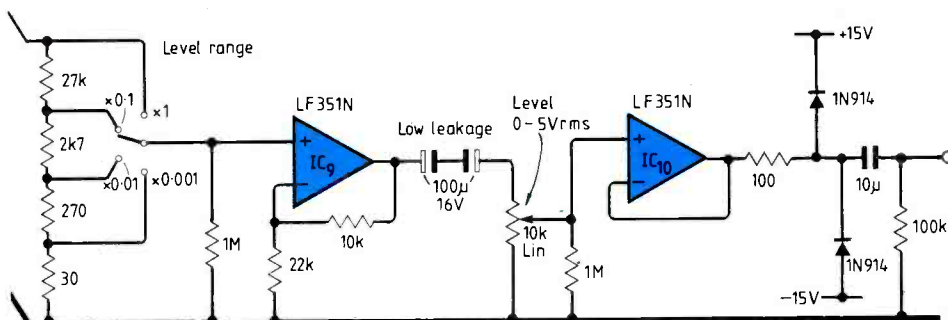 Level range
27k
×0·1
×1
2k7
×0·01
×0·001
270
30
1M
LF351N
+
IC9
−
10k
22k
Low leakage
100µ
16V
Level
0–5Vrms
10k
Lin
1M
LF351N
+
IC10
−
100
+15V
1N914
10µ
1N914
−15V
100k